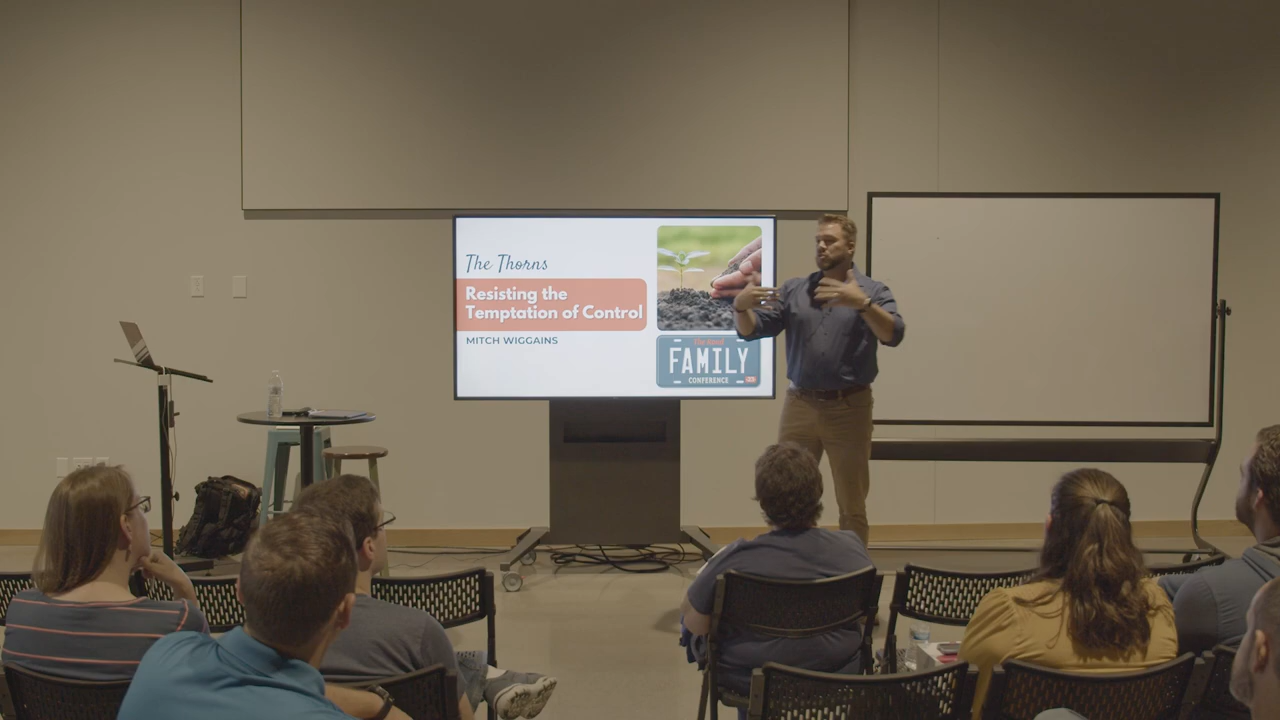 The Thorns
Resisting the
Temptation of Control
MITCH WIGGAINS
FAMILY
CONFERENCE